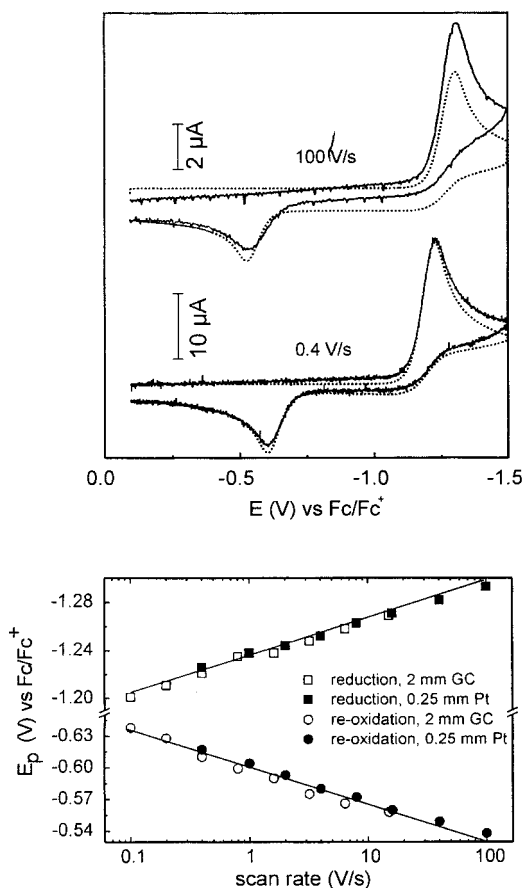 2 µA
100 V/s
10 µA
0.4 V/s
0.0 -0.5 -1.0 -1.5
E (V) vs Fc/Fc+
-1.28
-1.24
-1.20
-0.63
-0.60
-0.57
-0.54
Ep (V) vs Fc/Fc+
reduction, 2 mm GC
reduction, 0.25 mm Pt
re-oxidation, 2 mm GC
re-oxidation, 0.25 mm Pt
0.1 1 10 100
scan rate (V/s)